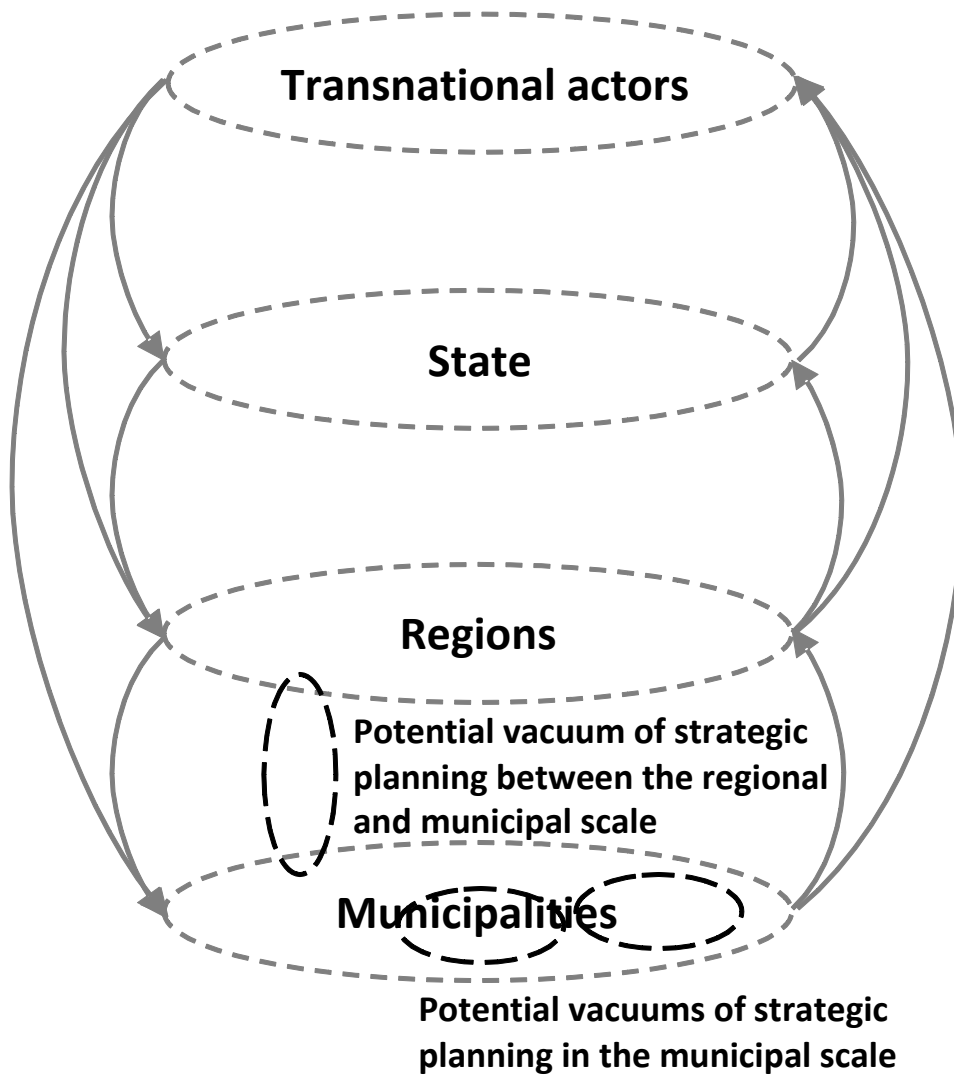 Transnational actors
State
Regions
Potential vacuum of strategic
planning between the regional
and municipal scale
Municipalities
Potential vacuums of strategic
planning in the municipal scale